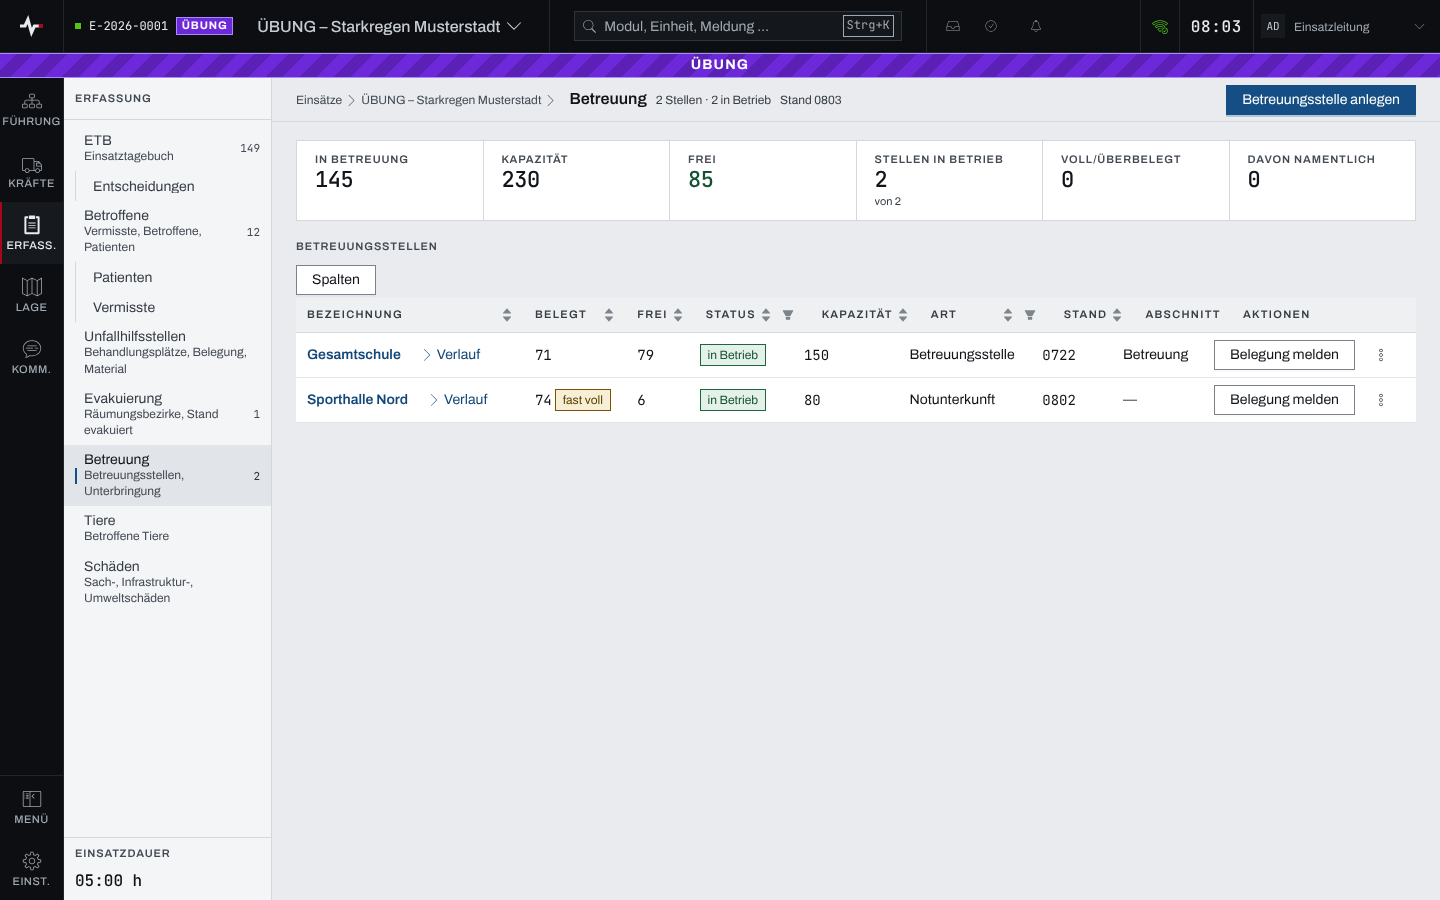 E-2026-0001 ÜBUNG ÜBUNG – Starkregen Musterstadt Modul, Einheit, Meldung ... Strg+K 08:03 AD Einsatzleitung
ÜBUNG
FÜHRUNG
KRÄFTE
ERFASS.
LAGE
KOMM.
MENÜ
EINST.
ERFASSUNG
ETB
Einsatztagebuch
149
Entscheidungen
Betroffene
Vermisste, Betroffene,
Patienten
12
Patienten
Vermisste
Unfallhilfsstellen
Behandlungsplätze, Belegung,
Material
Evakuierung
Räumungsbezirke, Stand
evakuiert
1
Betreuung
Betreuungsstellen,
Unterbringung
2
Tiere
Betroffene Tiere
Schäden
Sach-, Infrastruktur-,
Umweltschäden
EINSATZDAUER
05:00 h
Einsätze ÜBUNG – Starkregen Musterstadt Betreuung 2 Stellen · 2 in Betrieb Stand 0803 Betreuungsstelle anlegen
IN BETREUUNG
145
KAPAZITÄT
230
FREI
85
STELLEN IN BETRIEB
2
von 2
VOLL/ÜBERBELEGT
0
DAVON NAMENTLICH
0
BETREUUNGSSTELLEN
Spalten
BEZEICHNUNG BELEGT FREI STATUS KAPAZITÄT ART STAND ABSCHNITT AKTIONEN
Gesamtschule Verlauf 71 79 in Betrieb 150 Betreuungsstelle 0722 Betreuung Belegung melden
Sporthalle Nord Verlauf 74 fast voll 6 in Betrieb 80 Notunterkunft 0802 — Belegung melden